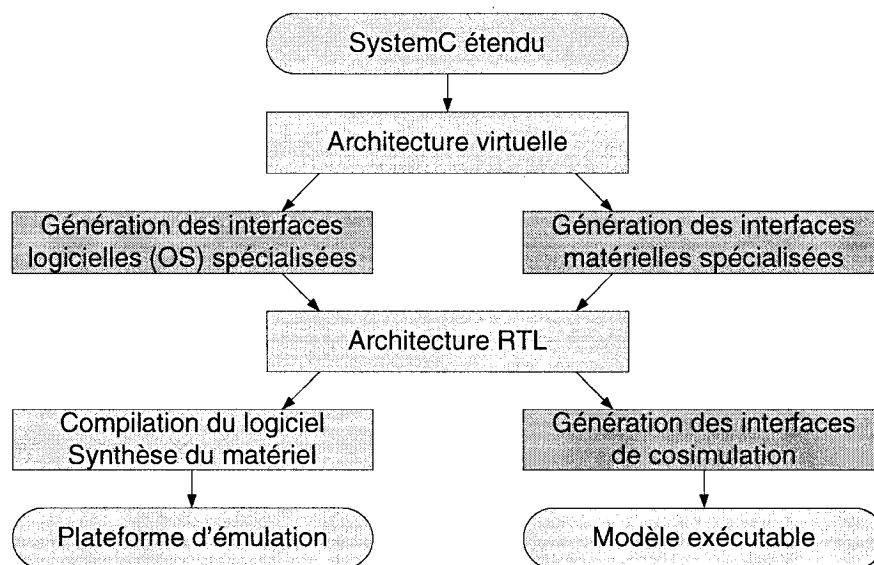 SystemC étendu
Architecture virtuelle
Génération des interfaces
logicielles (OS) spécialisées
Génération des interfaces
matérielles spécialisées
Architecture RTL
Compilation du logiciel
Synthèse du matériel
Génération des interfaces
de cosimulation
Plateforme d'émulation
Modèle exécutable